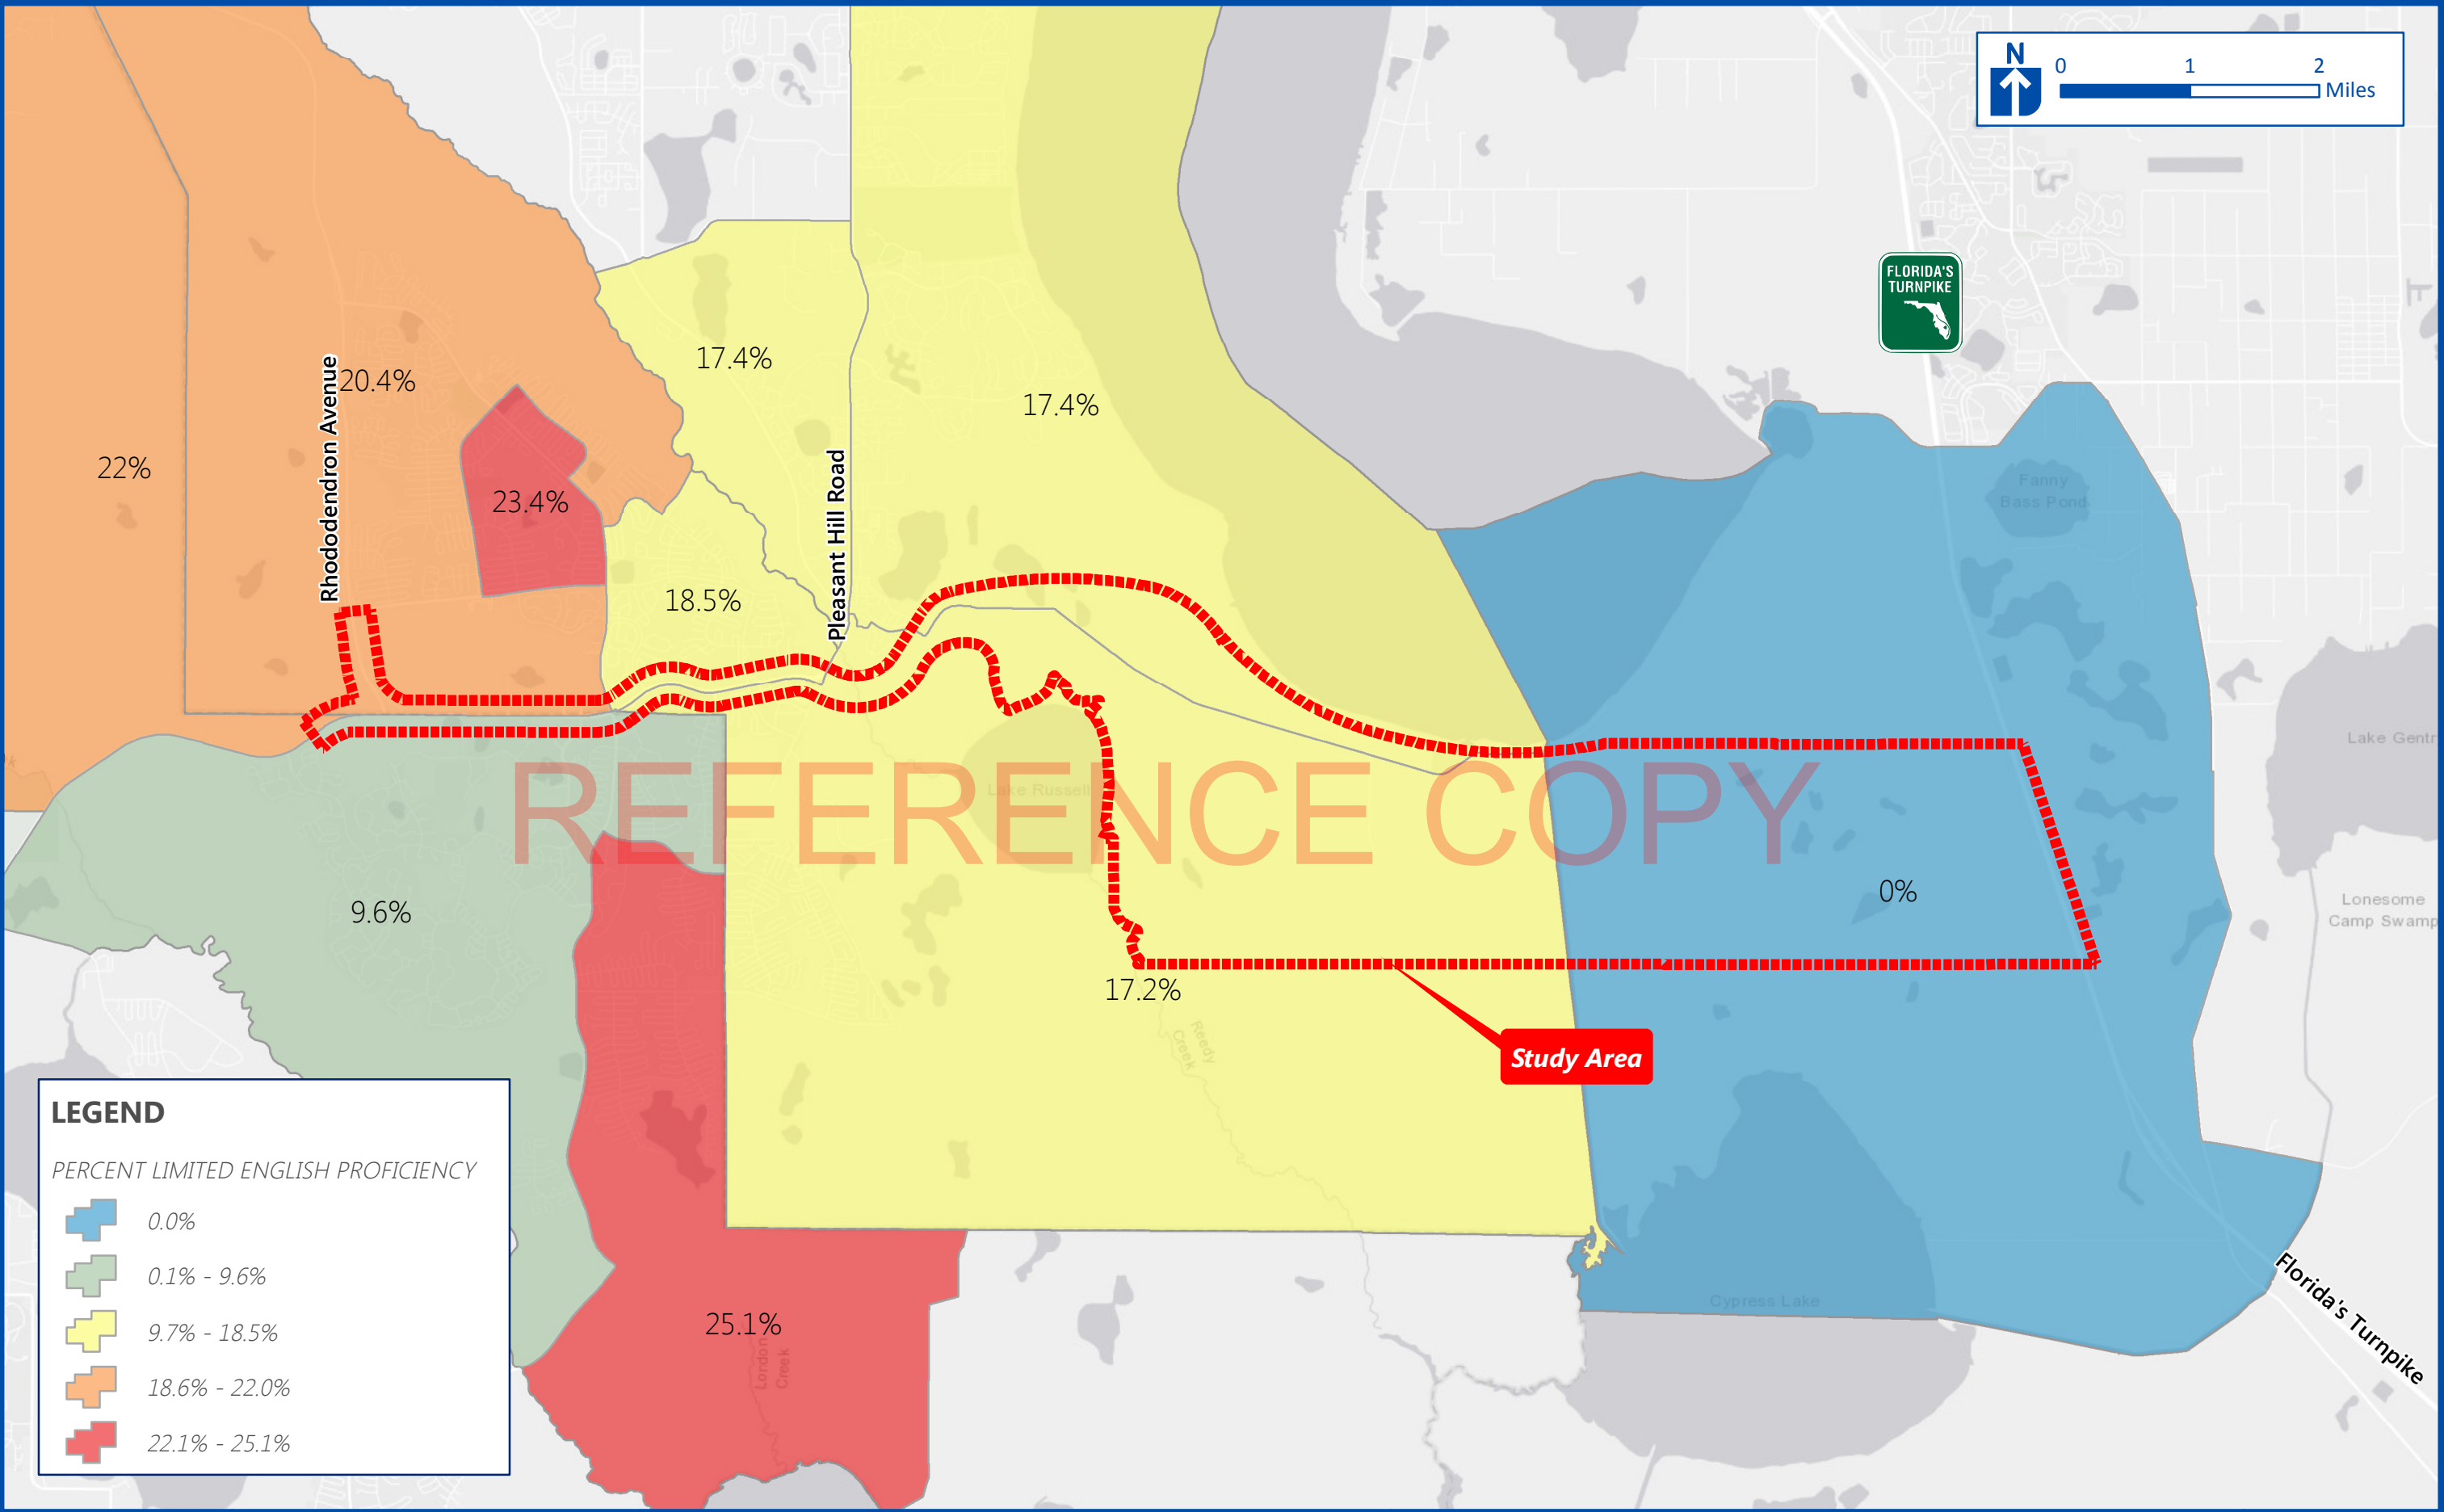 N
0 1 2
Miles
FLORIDA'S
TURNPIKE
17.4%
20.4%
17.4%
Rhododendron Avenue
22%
Pleasant Hill Road
23.4%
Fanny
Bass Pond
18.5%
Lake Gentr
Lake Russell
REFERENCE COPY
0%
9.6%
Lonesome
Camp Swamp
17.2%
Reedy
Creek
Study Area
LEGEND
PERCENT LIMITED ENGLISH PROFICIENCY
0.0%
0.1% - 9.6%
9.7% - 18.5%
18.6% - 22.0%
22.1% - 25.1%
Cypress Lake
25.1%
London
Creek
Florida's Turnpike